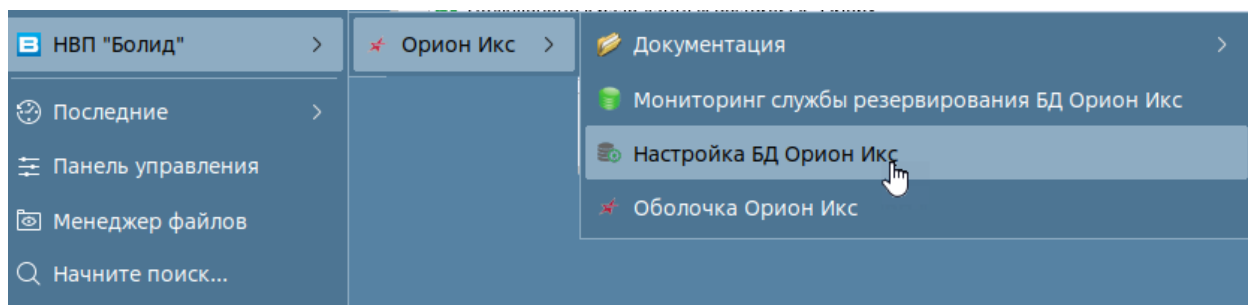 НВП "Болид"
Последние
Панель управления
Менеджер файлов
Начните поиск...
Орион Икс
Документация
Мониторинг службы резервирования БД Орион Икс
Настройка БД Орион Икс
Оболочка Орион Икс